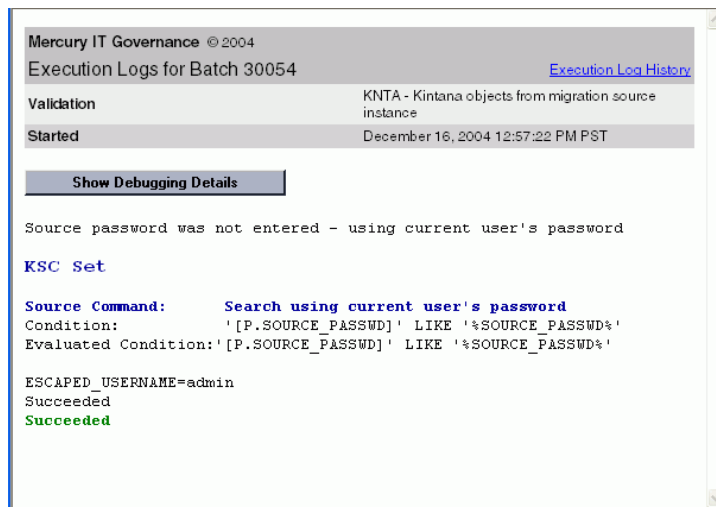 Mercury IT Governance © 2004
Execution Logs for Batch 30054
Execution Log History
Validation
KNTA - Kintana objects from migration source
instance
Started
December 16, 2004 12:57:22 PM PST
Show Debugging Details
Source password was not entered - using current user's password
KSC Set
Source Command: Search using current user's password
Condition: '[P.SOURCE_PASSWD]' LIKE '%SOURCE_PASSWD%'
Evaluated Condition:'[P.SOURCE_PASSWD]' LIKE '%SOURCE_PASSWD%'
ESCAPED_USERNAME=admin
Succeeded
Succeeded